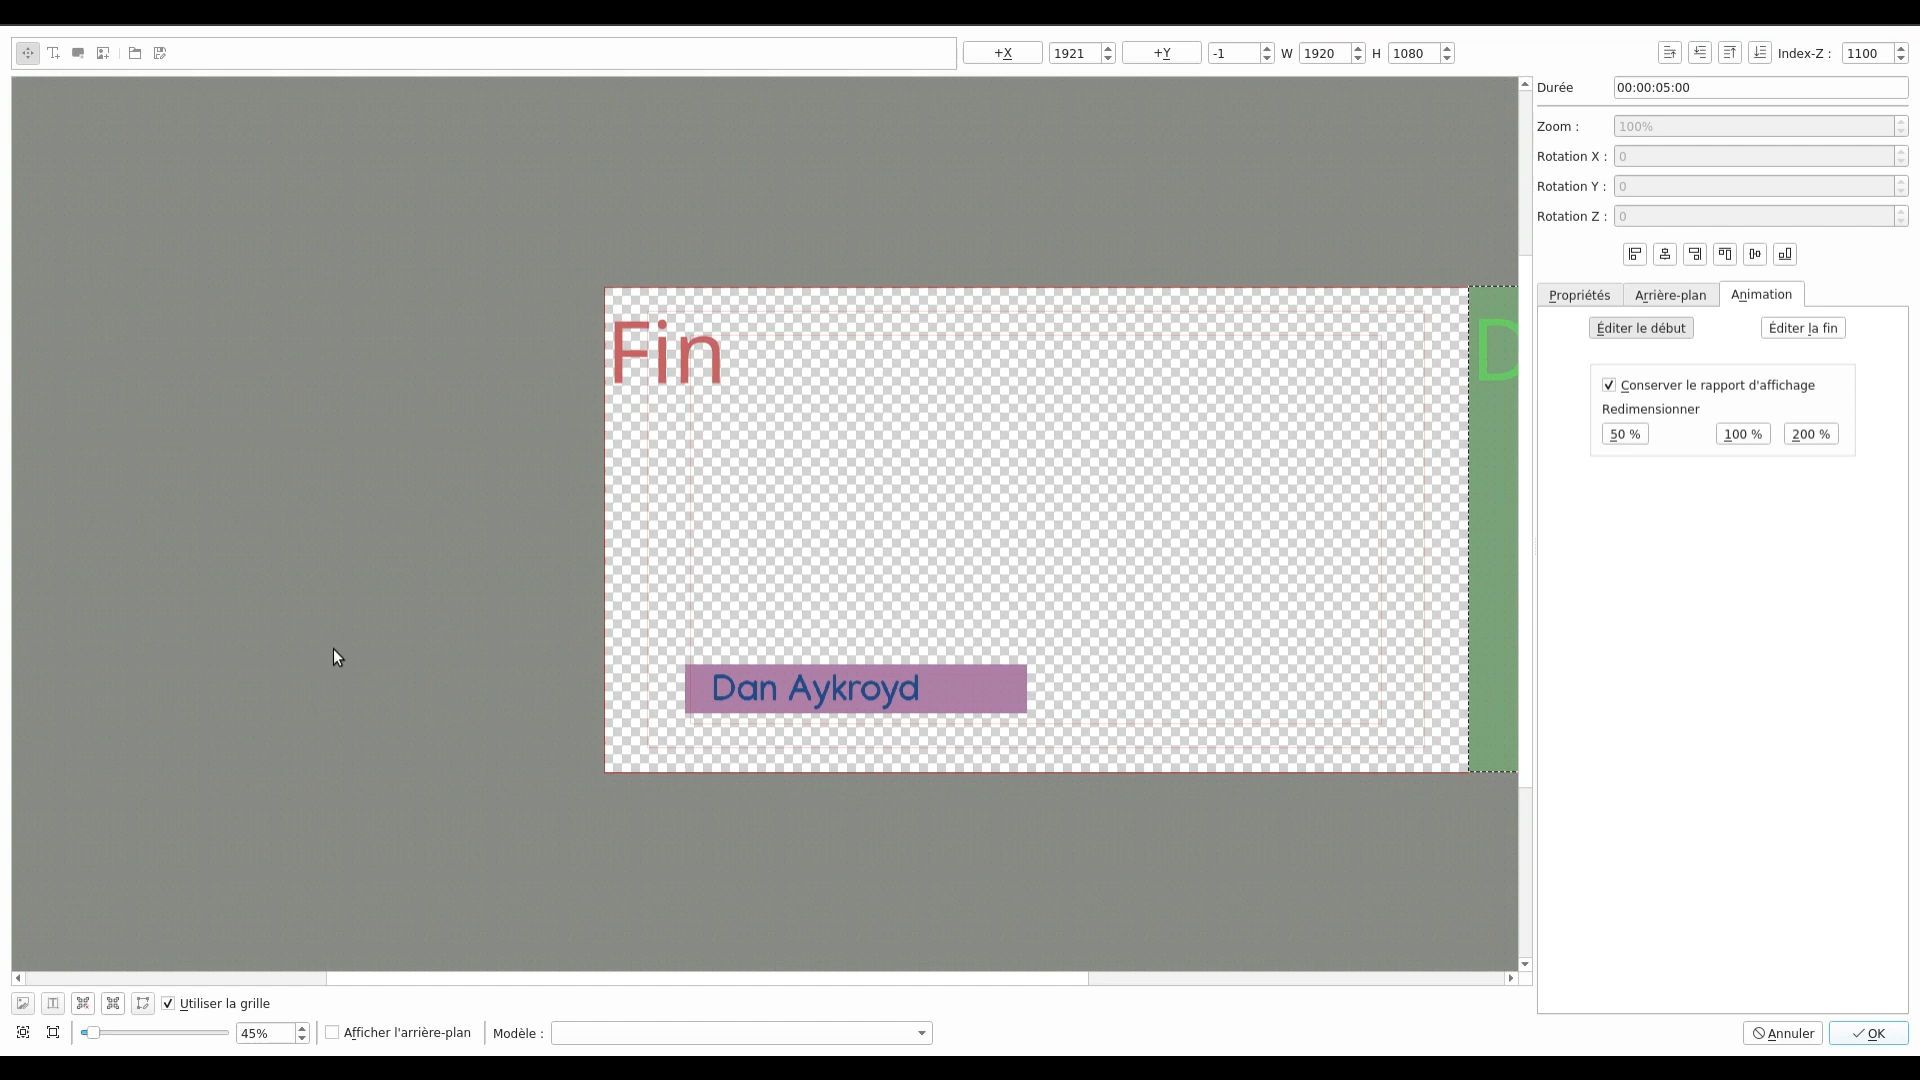 +X 1921 +Y -1 W 1920 H 1080 Index-Z : 1100
Durée 00:00:05:00
Zoom : 100%
Rotation X : 0
Rotation Y : 0
Rotation Z : 0
Propriétés Arrière-plan Animation
Éditer le début Éditer la fin
Conserver le rapport d'affichage
Redimensionner
50 % 100 % 200 %
Fin
D
Dan Aykroyd
Utiliser la grille
45% Afficher l'arrière-plan Modèle :
Annuler OK